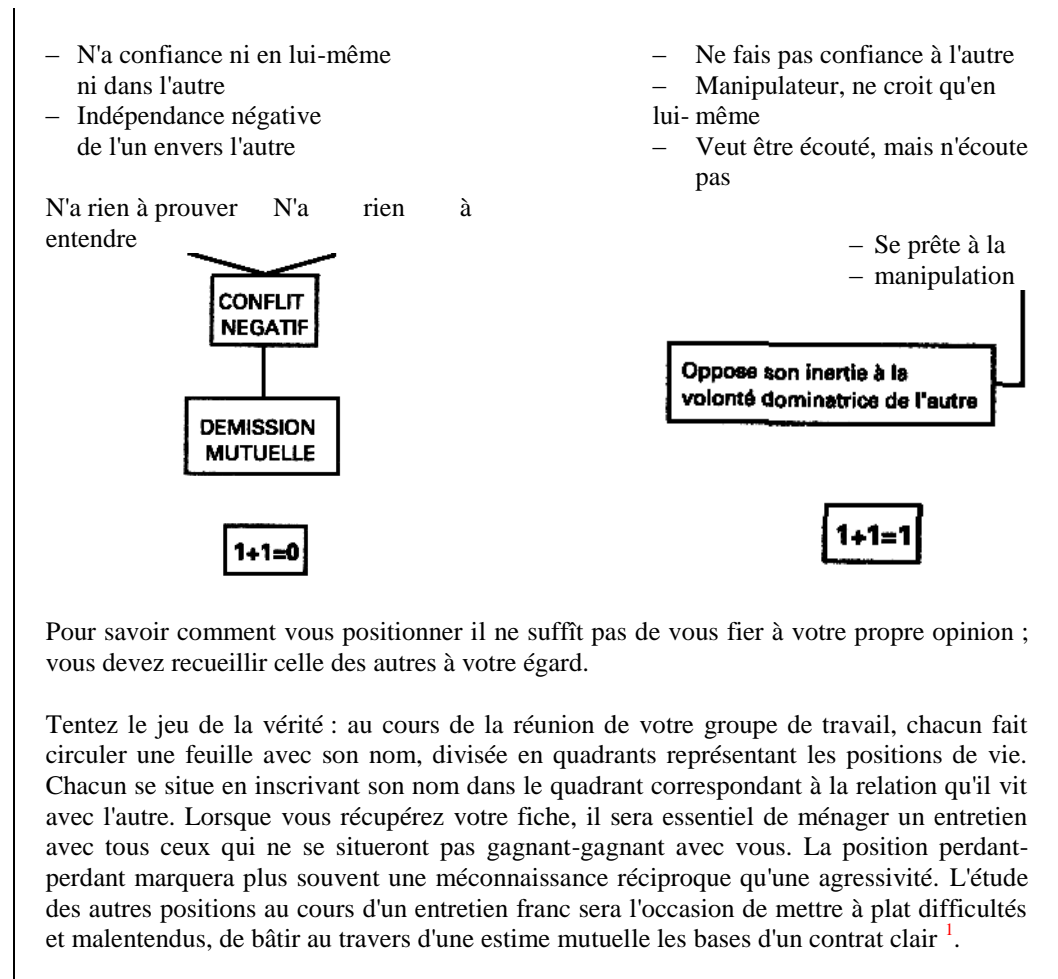 – N'a confiance ni en lui-même
ni dans l'autre
– Indépendance négative
de l'un envers l'autre
N'a rien à prouver N'a rien à
entendre
CONFLIT
NEGATIF
DEMISSION
MUTUELLE
1+1=0
– Ne fais pas confiance à l'autre
– Manipulateur, ne croit qu'en
lui- même
– Veut être écouté, mais n'écoute
pas
– Se prête à la
– manipulation
Oppose son inertie à la
volonté dominatrice de l'autre
1+1=1
Pour savoir comment vous positionner il ne suffît pas de vous fier à votre propre opinion ;
vous devez recueillir celle des autres à votre égard.
Tentez le jeu de la vérité : au cours de la réunion de votre groupe de travail, chacun fait
circuler une feuille avec son nom, divisée en quadrants représentant les positions de vie.
Chacun se situe en inscrivant son nom dans le quadrant correspondant à la relation qu'il vit
avec l'autre. Lorsque vous récupérez votre fiche, il sera essentiel de ménager un entretien
avec tous ceux qui ne se situeront pas gagnant-gagnant avec vous. La position perdant-
perdant marquera plus souvent une méconnaissance réciproque qu'une agressivité. L'étude
des autres positions au cours d'un entretien franc sera l'occasion de mettre à plat difficultés
et malentendus, de bâtir au travers d'une estime mutuelle les bases d'un contrat clair 1.